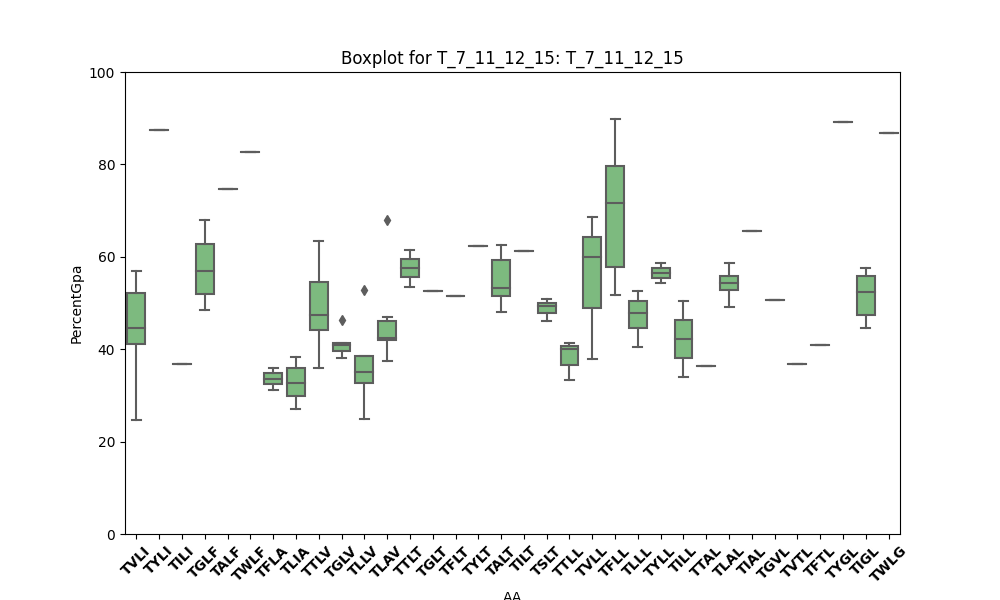 Boxplot for T_7_11_12_15: T_7_11_12_15
100
80
60
40
20
0
PercentGpa
TVLI TYLI TILI TGLF TALF TWLF TFLA TLIA TTLV TGLV TLLV TLAV TTLT TGLT TFLT TYLT TALT TILT TSLT TTLL TVLL TFLL TLLL TYLL TILL TTAL TLAL TIAL TGVL TVTL TFTL TYGL TIGL TWLG
AA